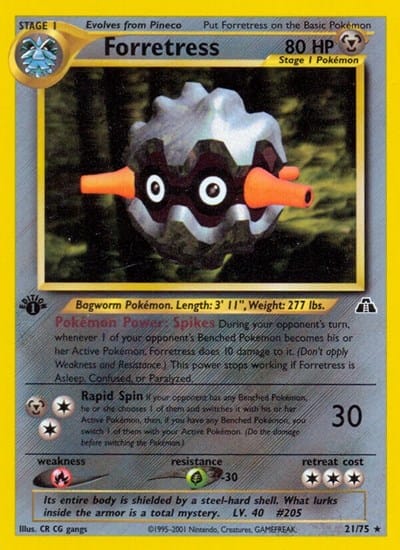 STAGE 1 Evolves from Pineco Put Forretress on the Basic Pokémon
Forretress 80 HP
Stage 1 Pokémon
EDITION
1
Bagworm Pokémon. Length: 3' 11", Weight: 277 lbs.
Pokémon Power: Spikes During your opponent's turn,
whenever 1 of your opponent's Benched Pokémon becomes his
or her Active Pokémon, Forretress does 10 damage to it. (Don't apply
Weakness and Resistance.) This power stops working if Forretress is
Asleep, Confused, or Paralyzed.
Rapid Spin If your opponent has any Benched Pokémon,
he or she chooses 1 of them and switches it with his or her
Active Pokémon, then, if you have any Benched Pokémon, you
switch 1 of them with your Active Pokémon. (Do the damage
before switching the Pokémon.)
30
weakness resistance retreat cost
-30
Its entire body is shielded by a steel-hard shell. What lurks
inside the armor is a total mystery. LV. 40 #205
Illus. CR CG gangs ©1995-2001 Nintendo, Creatures, GAMEFREAK. 21/75 ★